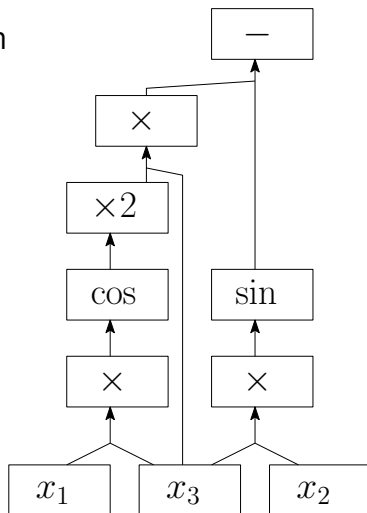 n
−
×
×2
cos sin
× ×
x₁ x₃ x₂